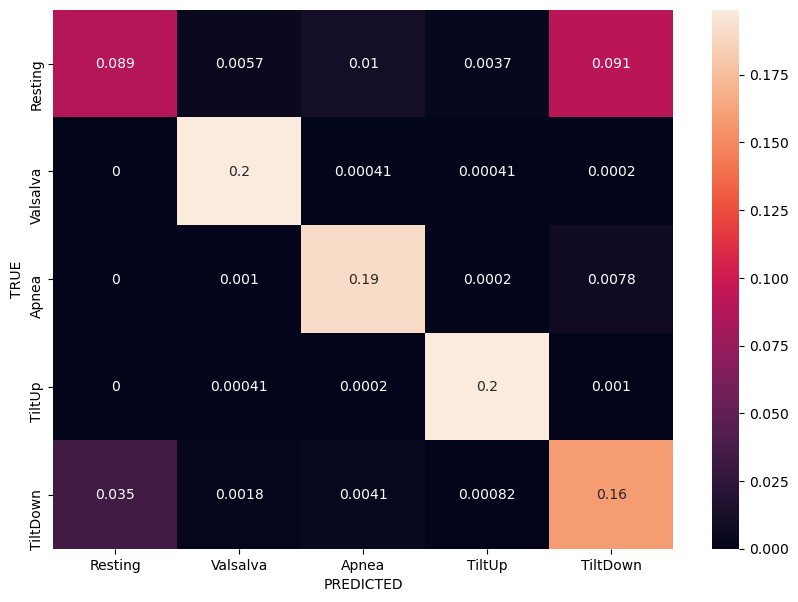 Resting 0.089 0.0057 0.01 0.0037 0.091
Valsalva 0 0.2 0.00041 0.00041 0.0002
TRUE
Apnea 0 0.001 0.19 0.0002 0.0078
TiltUp 0 0.00041 0.0002 0.2 0.001
TiltDown 0.035 0.0018 0.0041 0.00082 0.16
Resting Valsalva Apnea TiltUp TiltDown
PREDICTED
0.175
0.150
0.125
0.100
0.075
0.050
0.025
0.000